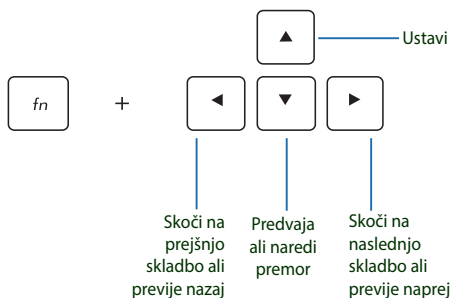 Ustavi
fn
+
Skoči na
prejšnjo
skladbo ali
previje nazaj
Predvaja
ali naredi
premor
Skoči na
naslednjo
skladbo ali
previje naprej